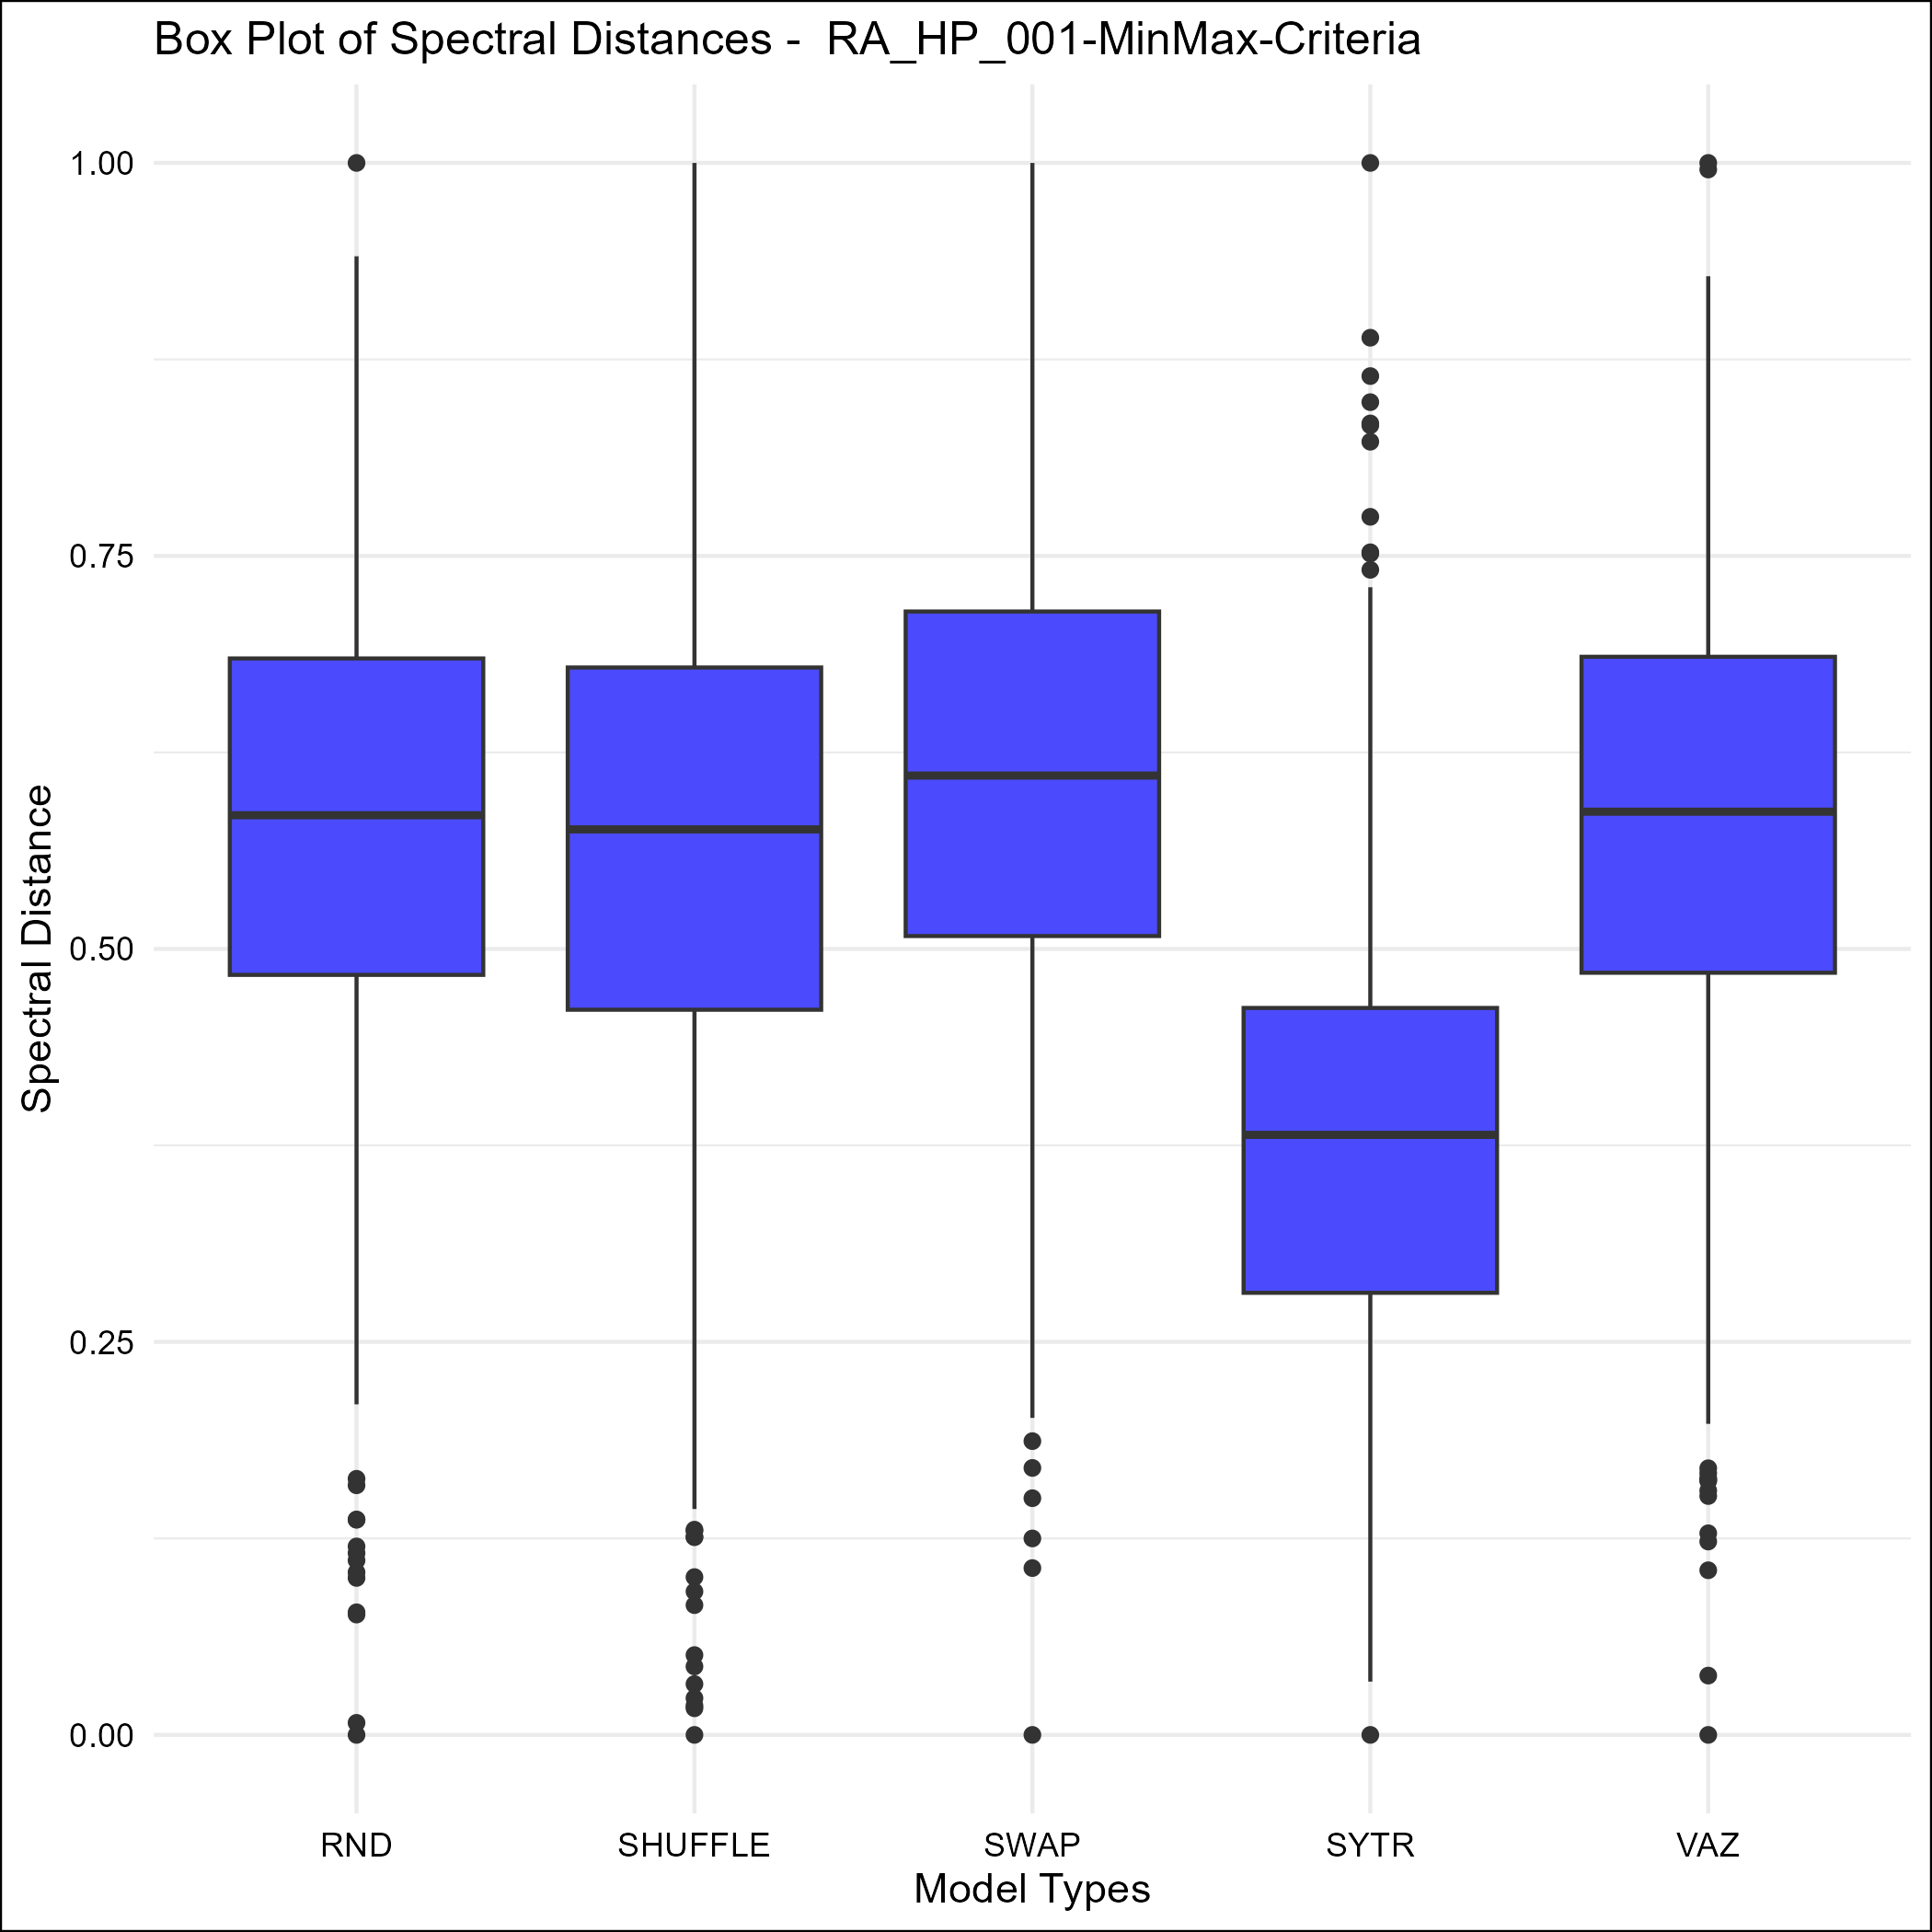 Box Plot of Spectral Distances -  RA_HP_001-MinMax-Criteria
Spectral Distance
1.00
0.75
0.50
0.25
0.00
RND SHUFFLE SWAP SYTR VAZ
Model Types